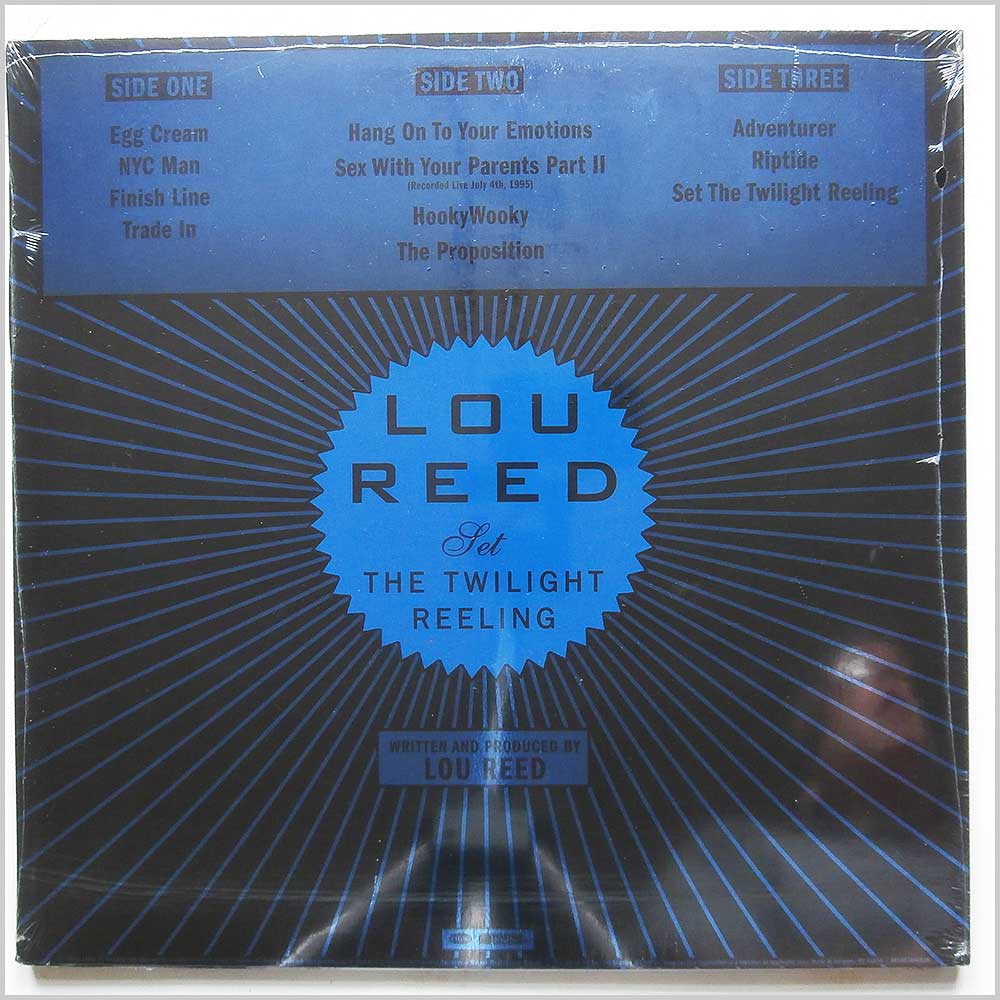 SIDE ONE
Egg Cream
NYC Man
Finish Line
Trade In
SIDE TWO
Hang On To Your Emotions
Sex With Your Parents Part II
(Recorded Live July 4th, 1995)
HookyWooky
The Proposition
SIDE THREE
Adventurer
Riptide
Set The Twilight Reeling
LOU
REED
Set
THE TWILIGHT
REELING
WRITTEN AND PRODUCED BY
LOU REED